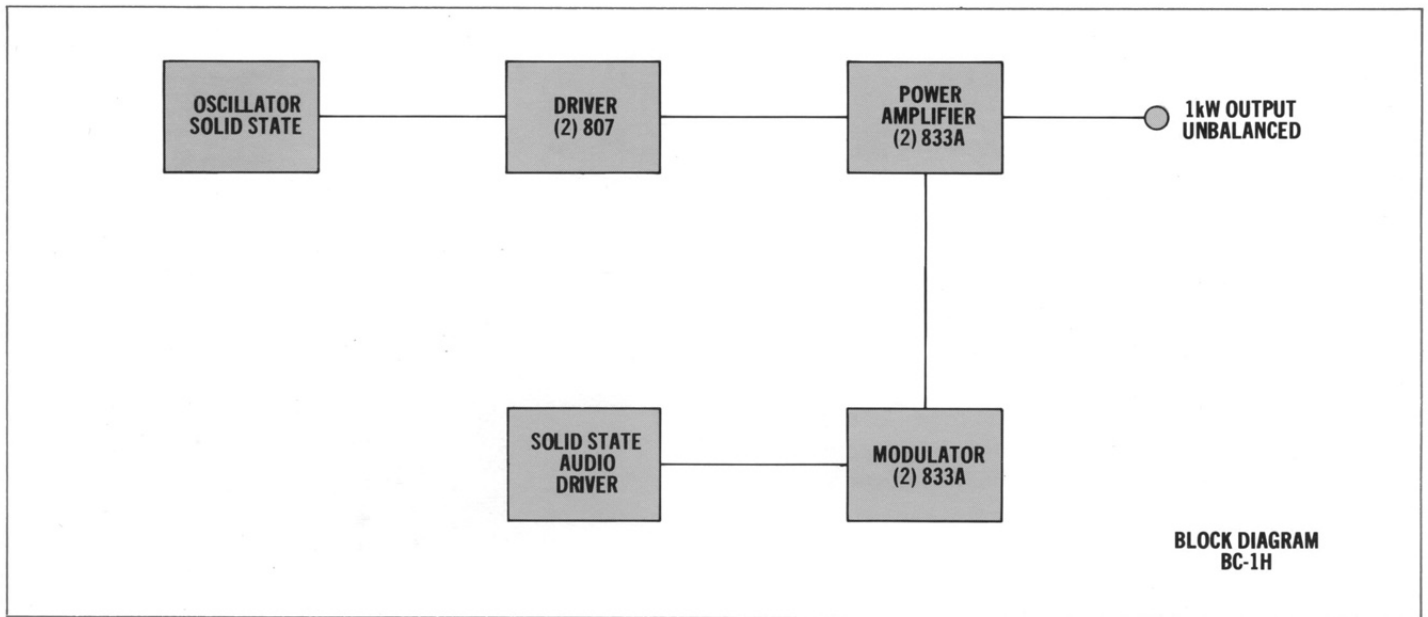 OSCILLATOR
SOLID STATE
DRIVER
(2) 807
POWER
AMPLIFIER
(2) 833A
1kW OUTPUT
UNBALANCED
SOLID STATE
AUDIO
DRIVER
MODULATOR
(2) 833A
BLOCK DIAGRAM
BC-1H